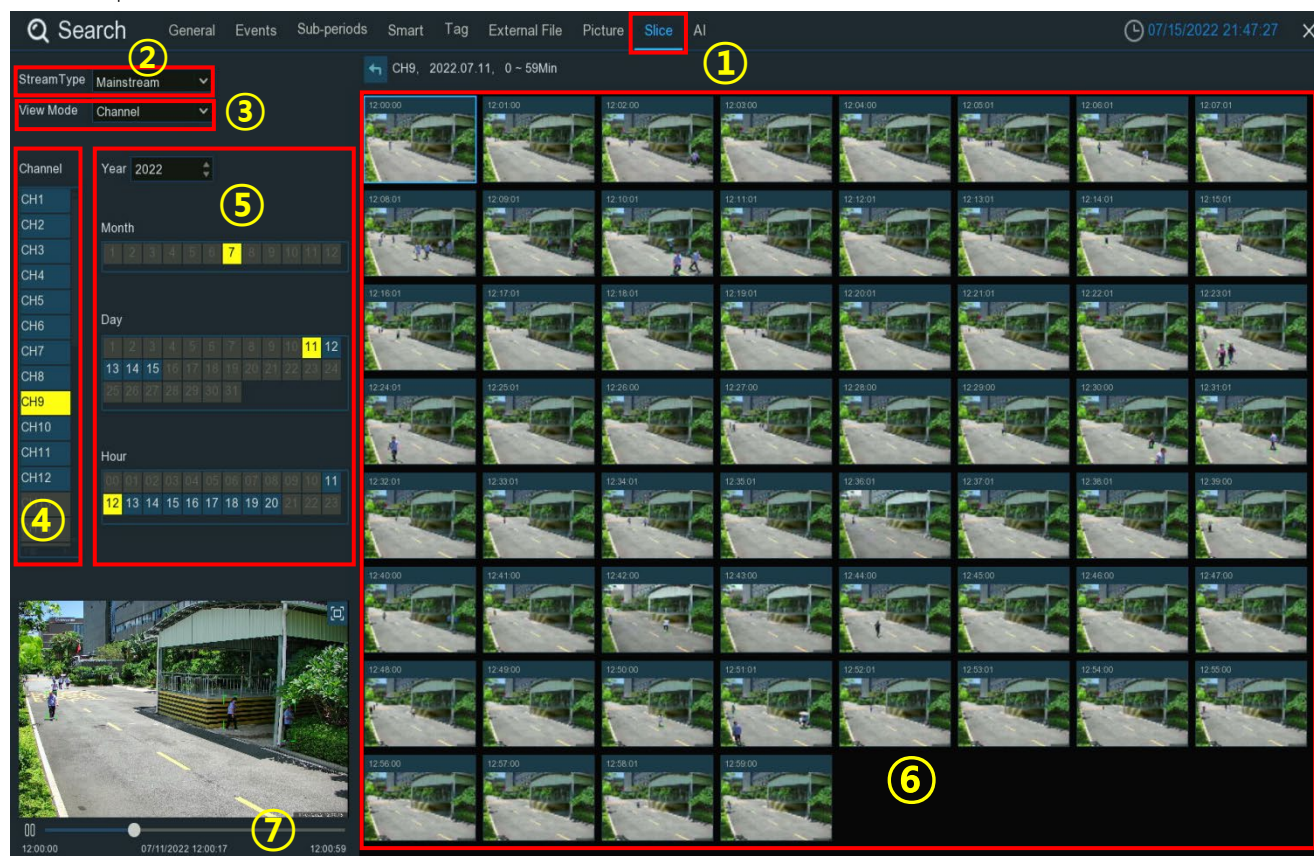 Search General Events Sub-periods Smart Tag External File Picture Slice AI 07/15/2022 21:47:27 X
①
②
StreamType Mainstream
View Mode Channel
③
CH9, 2022.07.11, 0 ~ 59Min
Channel
CH1
CH2
CH3
CH4
CH5
CH6
CH7
CH8
CH9
CH10
CH11
CH12
④
Year 2022
⑤
Month
1 2 3 4 5 6 7 8 9 10 11 12
Day
1 2 3 4 5 6 7 8 9 10 11 12
13 14 15 16 17 18 19 20 21 22 23 24
25 26 27 28 29 30 31
Hour
00 01 02 03 04 05 06 07 08 09 10 11
12 13 14 15 16 17 18 19 20 21 22 23
12:00:00 12:01:00 12:02:00 12:03:00 12:04:00 12:05:01 12:06:01 12:07:01
12:08:01 12:09:01 12:10:01 12:11:01 12:12:01 12:13:01 12:14:01 12:15:01
12:16:01 12:17:01 12:18:01 12:19:01 12:20:01 12:21:01 12:22:01 12:23:01
12:24:01 12:25:01 12:26:00 12:27:00 12:28:00 12:29:00 12:30:00 12:31:01
12:32:01 12:33:01 12:34:01 12:35:01 12:36:01 12:37:01 12:38:01 12:39:00
12:40:00 12:41:00 12:42:00 12:43:00 12:44:00 12:45:00 12:46:00 12:47:00
12:48:00 12:49:00 12:50:00 12:51:01 12:52:01 12:53:01 12:54:00 12:55:00
12:56:00 12:57:00 12:58:01 12:59:00
⑥
⑦
12:00:00 07/11/2022 12:00:17 12:00:59